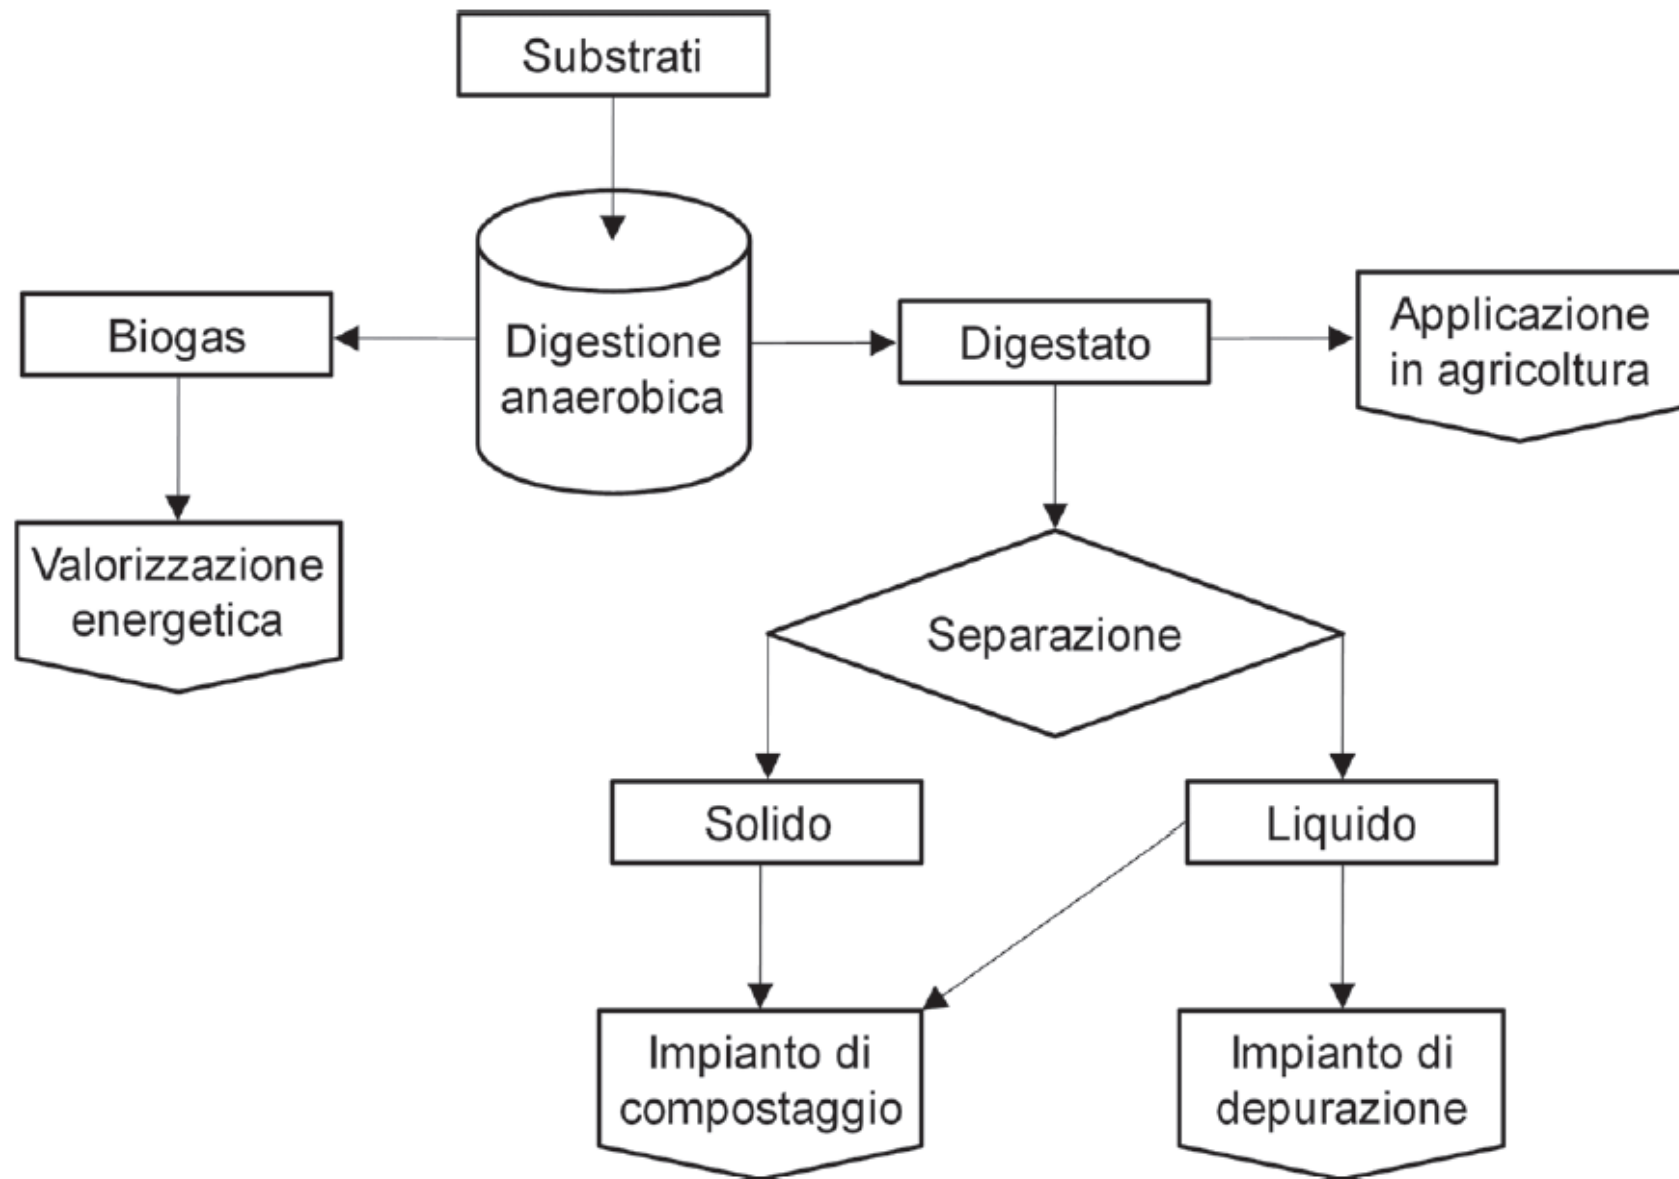 Substrati
Biogas
Digestione
anaerobica
Digestato
Applicazione
in agricoltura
Valorizzazione
energetica
Separazione
Solido
Liquido
Impianto di
compostaggio
Impianto di
depurazione